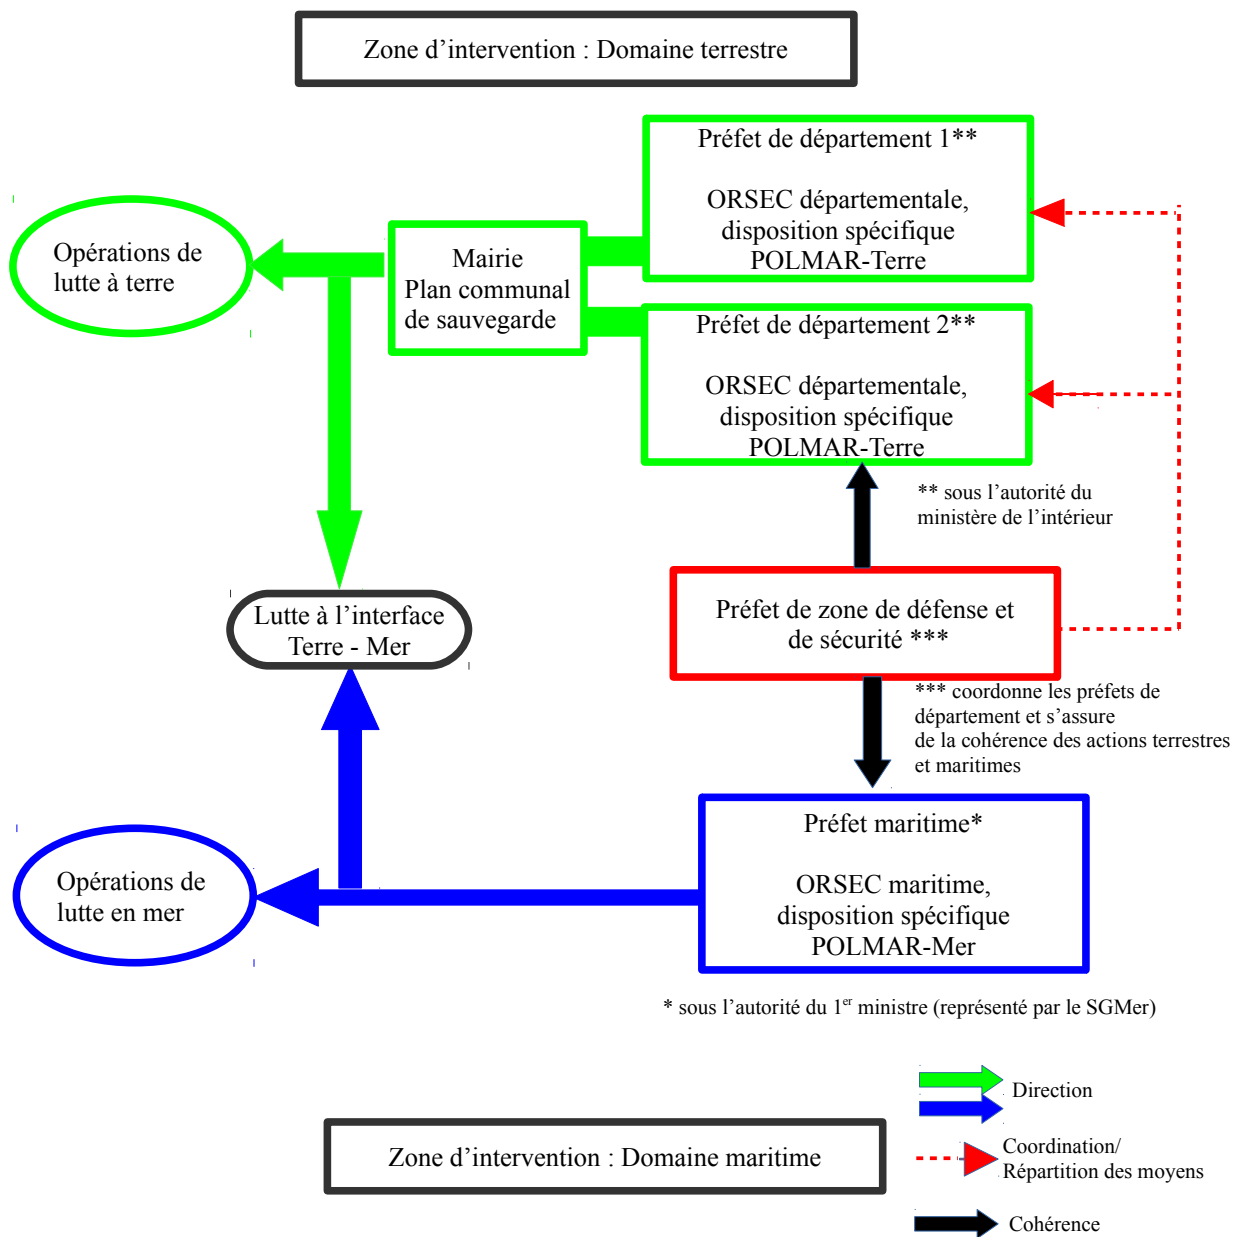 Zone d’intervention : Domaine terrestre
Préfet de département 1**
ORSEC départementale,
disposition spécifique
POLMAR-Terre
Opérations de
lutte à terre
Mairie
Plan communal
de sauvegarde
Préfet de département 2**
ORSEC départementale,
disposition spécifique
POLMAR-Terre
** sous l’autorité du
ministère de l’intérieur
Lutte à l’interface
Terre - Mer
Préfet de zone de défense et
de sécurité ***
*** coordonne les préfets de
département et s’assure
de la cohérence des actions terrestres
et maritimes
Préfet maritime*
ORSEC maritime,
disposition spécifique
POLMAR-Mer
Opérations de
lutte en mer
* sous l’autorité du 1er ministre (représenté par le SGMer)
Direction
Zone d’intervention : Domaine maritime
Coordination/
Répartition des moyens
Cohérence